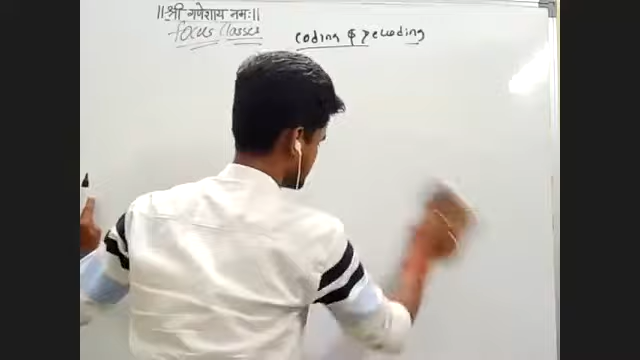 ||श्री गणेशाय नमः||
focus Classes
coding & Decoding